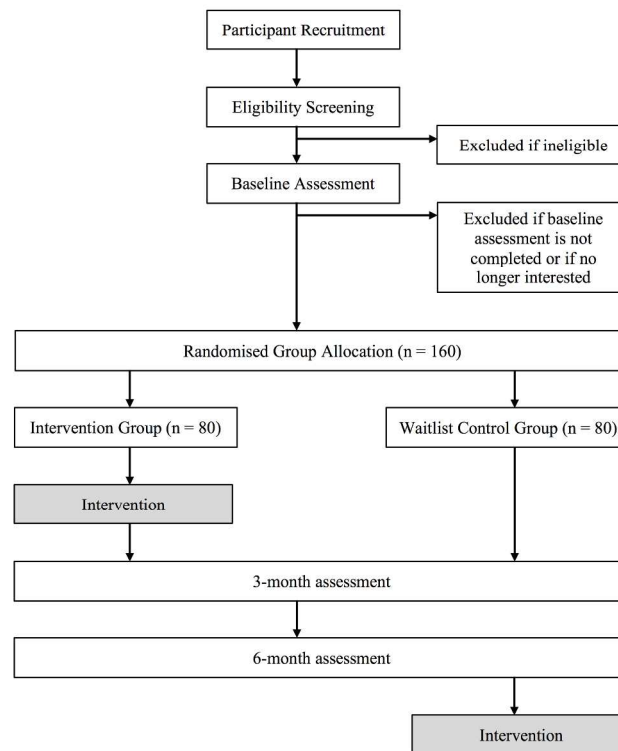 Participant Recruitment
Eligibility Screening
Excluded if ineligible
Baseline Assessment
Excluded if baseline
assessment is not
completed or if no
longer interested
Randomised Group Allocation (n = 160)
Intervention Group (n = 80)
Waitlist Control Group (n = 80)
Intervention
3-month assessment
6-month assessment
Intervention